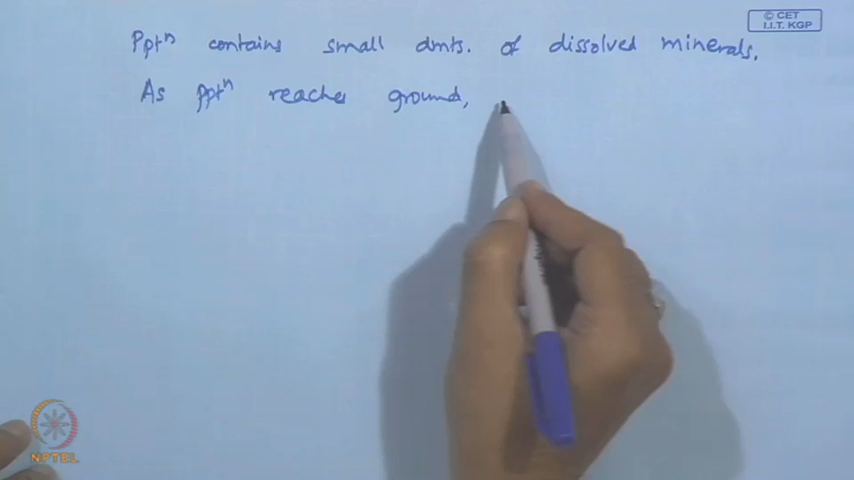 © CET
I.I.T. KGP
Pptⁿ contains small amts. of dissolved minerals.
As pptⁿ reaches ground,
NPTEL